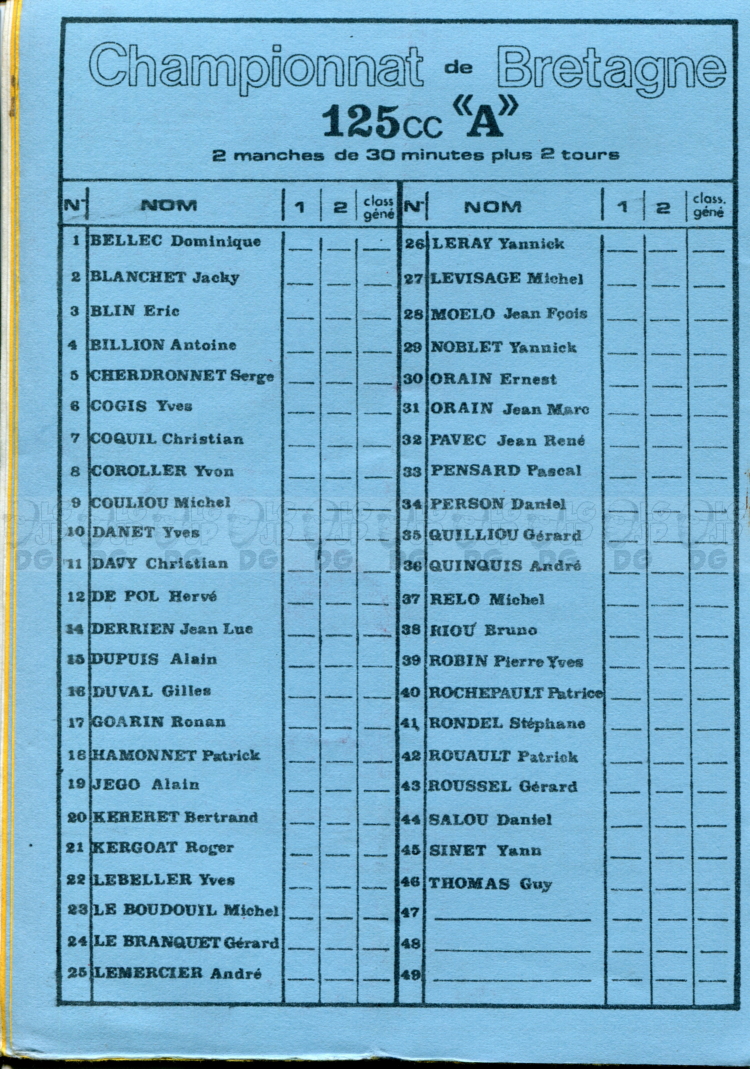 Championnat de Bretagne
125cc "A"
2 manches de 30 minutes plus 2 tours
N° NOM 1 2 class géné
1 BELLEC Dominique
2 BLANCHET Jacky
3 BLIN Eric
4 BILLION Antoine
5 CHERDRONNET Serge
6 COGIS Yves
7 COQUIL Christian
8 COROLLER Yvon
9 COULIOU Michel
10 DANET Yves
11 DAVY Christian
12 DE POL Hervé
14 DERRIEN Jean Luc
15 DUPUIS Alain
16 DUVAL Gilles
17 GOARIN Ronan
18 HAMONNET Patrick
19 JEGO Alain
20 KERERET Bertrand
21 KERGOAT Roger
22 LEBELLER Yves
23 LE BOUDOUIL Michel
24 LE BRANQUET Gérard
25 LEMERCIER André
N° NOM 1 2 class. géné
26 LERAY Yannick
27 LEVISAGE Michel
28 MOELO Jean Fçois
29 NOBLET Yannick
30 ORAIN Ernest
31 ORAIN Jean Marc
32 PAVEC Jean René
33 PENSARD Pascal
34 PERSON Daniel
35 QUILLIOU Gérard
36 QUINQUIS André
37 RELO Michel
38 RIOU Bruno
39 ROBIN Pierre Yves
40 ROCHEPAULT Patrice
41 RONDEL Stéphane
42 ROUAULT Patrick
43 ROUSSEL Gérard
44 SALOU Daniel
45 SINET Yann
46 THOMAS Guy
47
48
49